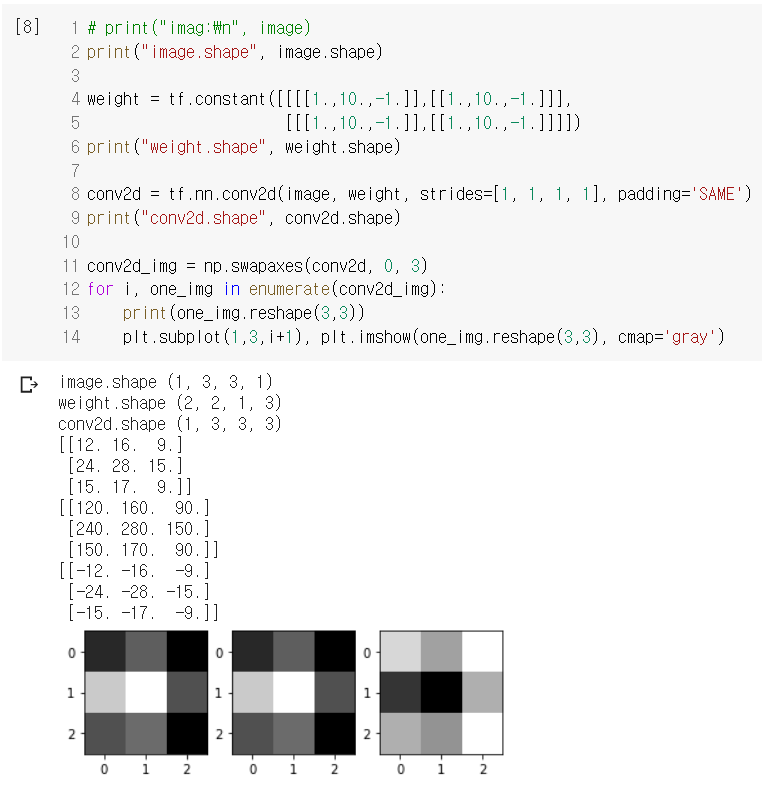 [8]
1 # print("imag:₩n", image)
2 print("image.shape", image.shape)
3
4 weight = tf.constant([[[[1.,10.,-1.]],[[1.,10.,-1.]]],
5                       [[[1.,10.,-1.]],[[1.,10.,-1.]]]])
6 print("weight.shape", weight.shape)
7
8 conv2d = tf.nn.conv2d(image, weight, strides=[1, 1, 1, 1], padding='SAME')
9 print("conv2d.shape", conv2d.shape)
10
11 conv2d_img = np.swapaxes(conv2d, 0, 3)
12 for i, one_img in enumerate(conv2d_img):
13     print(one_img.reshape(3,3))
14     plt.subplot(1,3,i+1), plt.imshow(one_img.reshape(3,3), cmap='gray')
image.shape (1, 3, 3, 1)
weight.shape (2, 2, 1, 3)
conv2d.shape (1, 3, 3, 3)
[[12. 16.  9.]
 [24. 28. 15.]
 [15. 17.  9.]]
[[120. 160.  90.]
 [240. 280. 150.]
 [150. 170.  90.]]
[[-12. -16.  -9.]
 [-24. -28. -15.]
 [-15. -17.  -9.]]
0 0 0
1 1 1
2 2 2
0 1 2 0 1 2 0 1 2